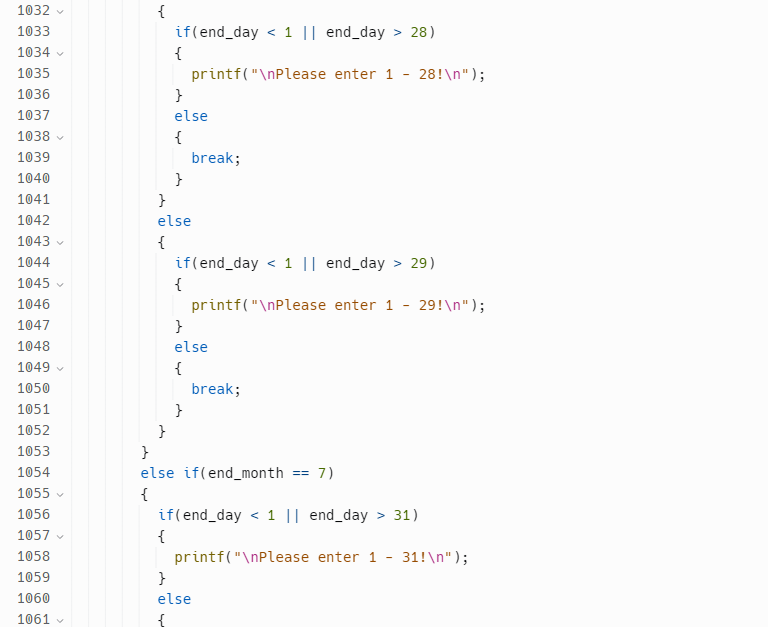 1032 {
1033 if(end_day < 1 || end_day > 28)
1034 {
1035 printf("\nPlease enter 1 - 28!\n");
1036 }
1037 else
1038 {
1039 break;
1040 }
1041 }
1042 else
1043 {
1044 if(end_day < 1 || end_day > 29)
1045 {
1046 printf("\nPlease enter 1 - 29!\n");
1047 }
1048 else
1049 {
1050 break;
1051 }
1052 }
1053 }
1054 else if(end_month == 7)
1055 {
1056 if(end_day < 1 || end_day > 31)
1057 {
1058 printf("\nPlease enter 1 - 31!\n");
1059 }
1060 else
1061 {